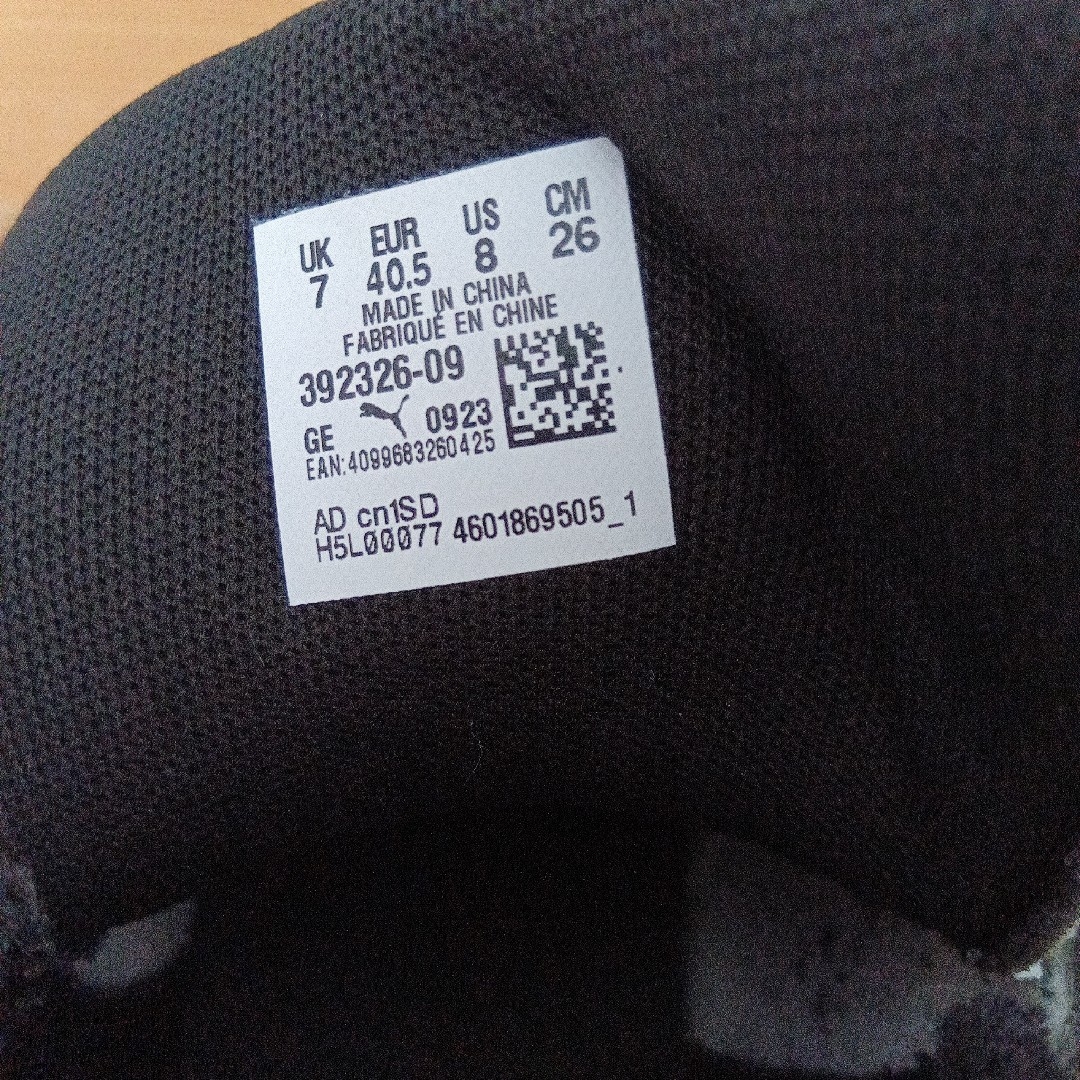 UK EUR US CM
7 40.5 8 26
MADE IN CHINA
FABRIQUÉ EN CHINE
392326-09
GE 0923
EAN:4099683260425
AD cn1SD
H5L00077 4601869505_1